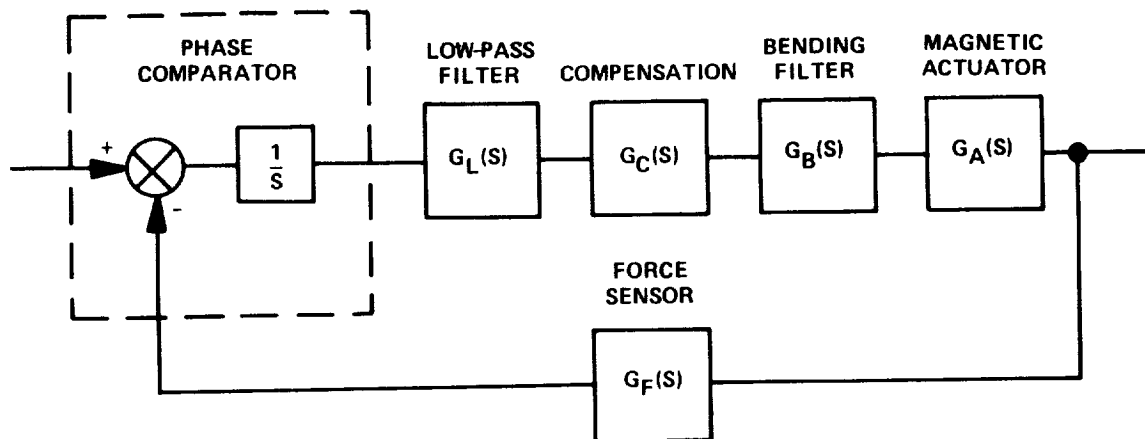 PHASE
COMPARATOR
LOW-PASS
FILTER
COMPENSATION
BENDING
FILTER
MAGNETIC
ACTUATOR
+
-
1
S
G_L(S)
G_C(S)
G_B(S)
G_A(S)
FORCE
SENSOR
G_F(S)